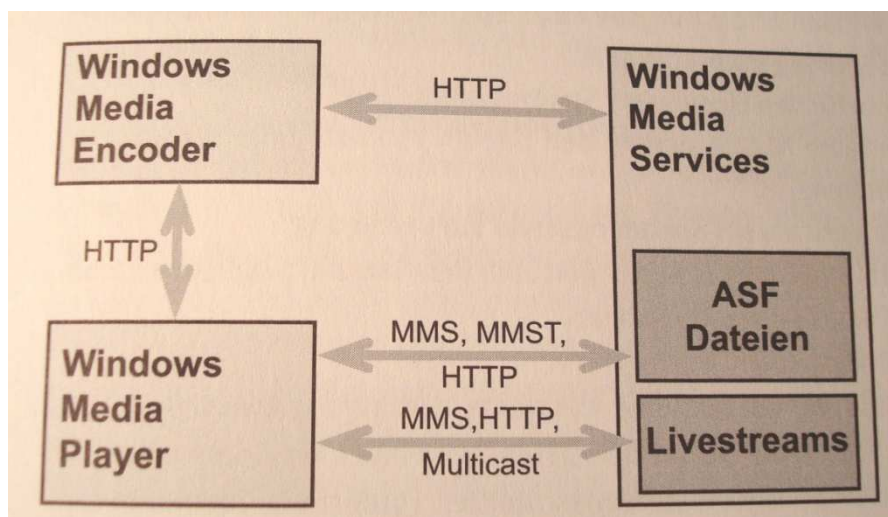 Windows
Media
Encoder
HTTP
Windows
Media
Services
HTTP
ASF
Dateien
MMS, MMST,
HTTP
Windows
Media
Player
MMS,HTTP,
Multicast
Livestreams